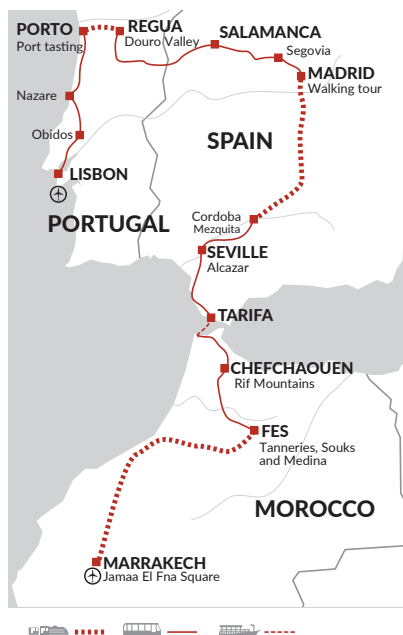 PORTO
Port tasting
REGUA
Douro Valley
SALAMANCA
Segovia
MADRID
Walking tour
Nazare
Obidos
SPAIN
LISBON
PORTUGAL
Cordoba
Mezquita
SEVILLE
Alcazar
TARIFA
CHEFCHAOUEN
Rif Mountains
FES
Tanneries, Souks
and Medina
MOROCCO
MARRAKECH
Jamaa El Fna Square